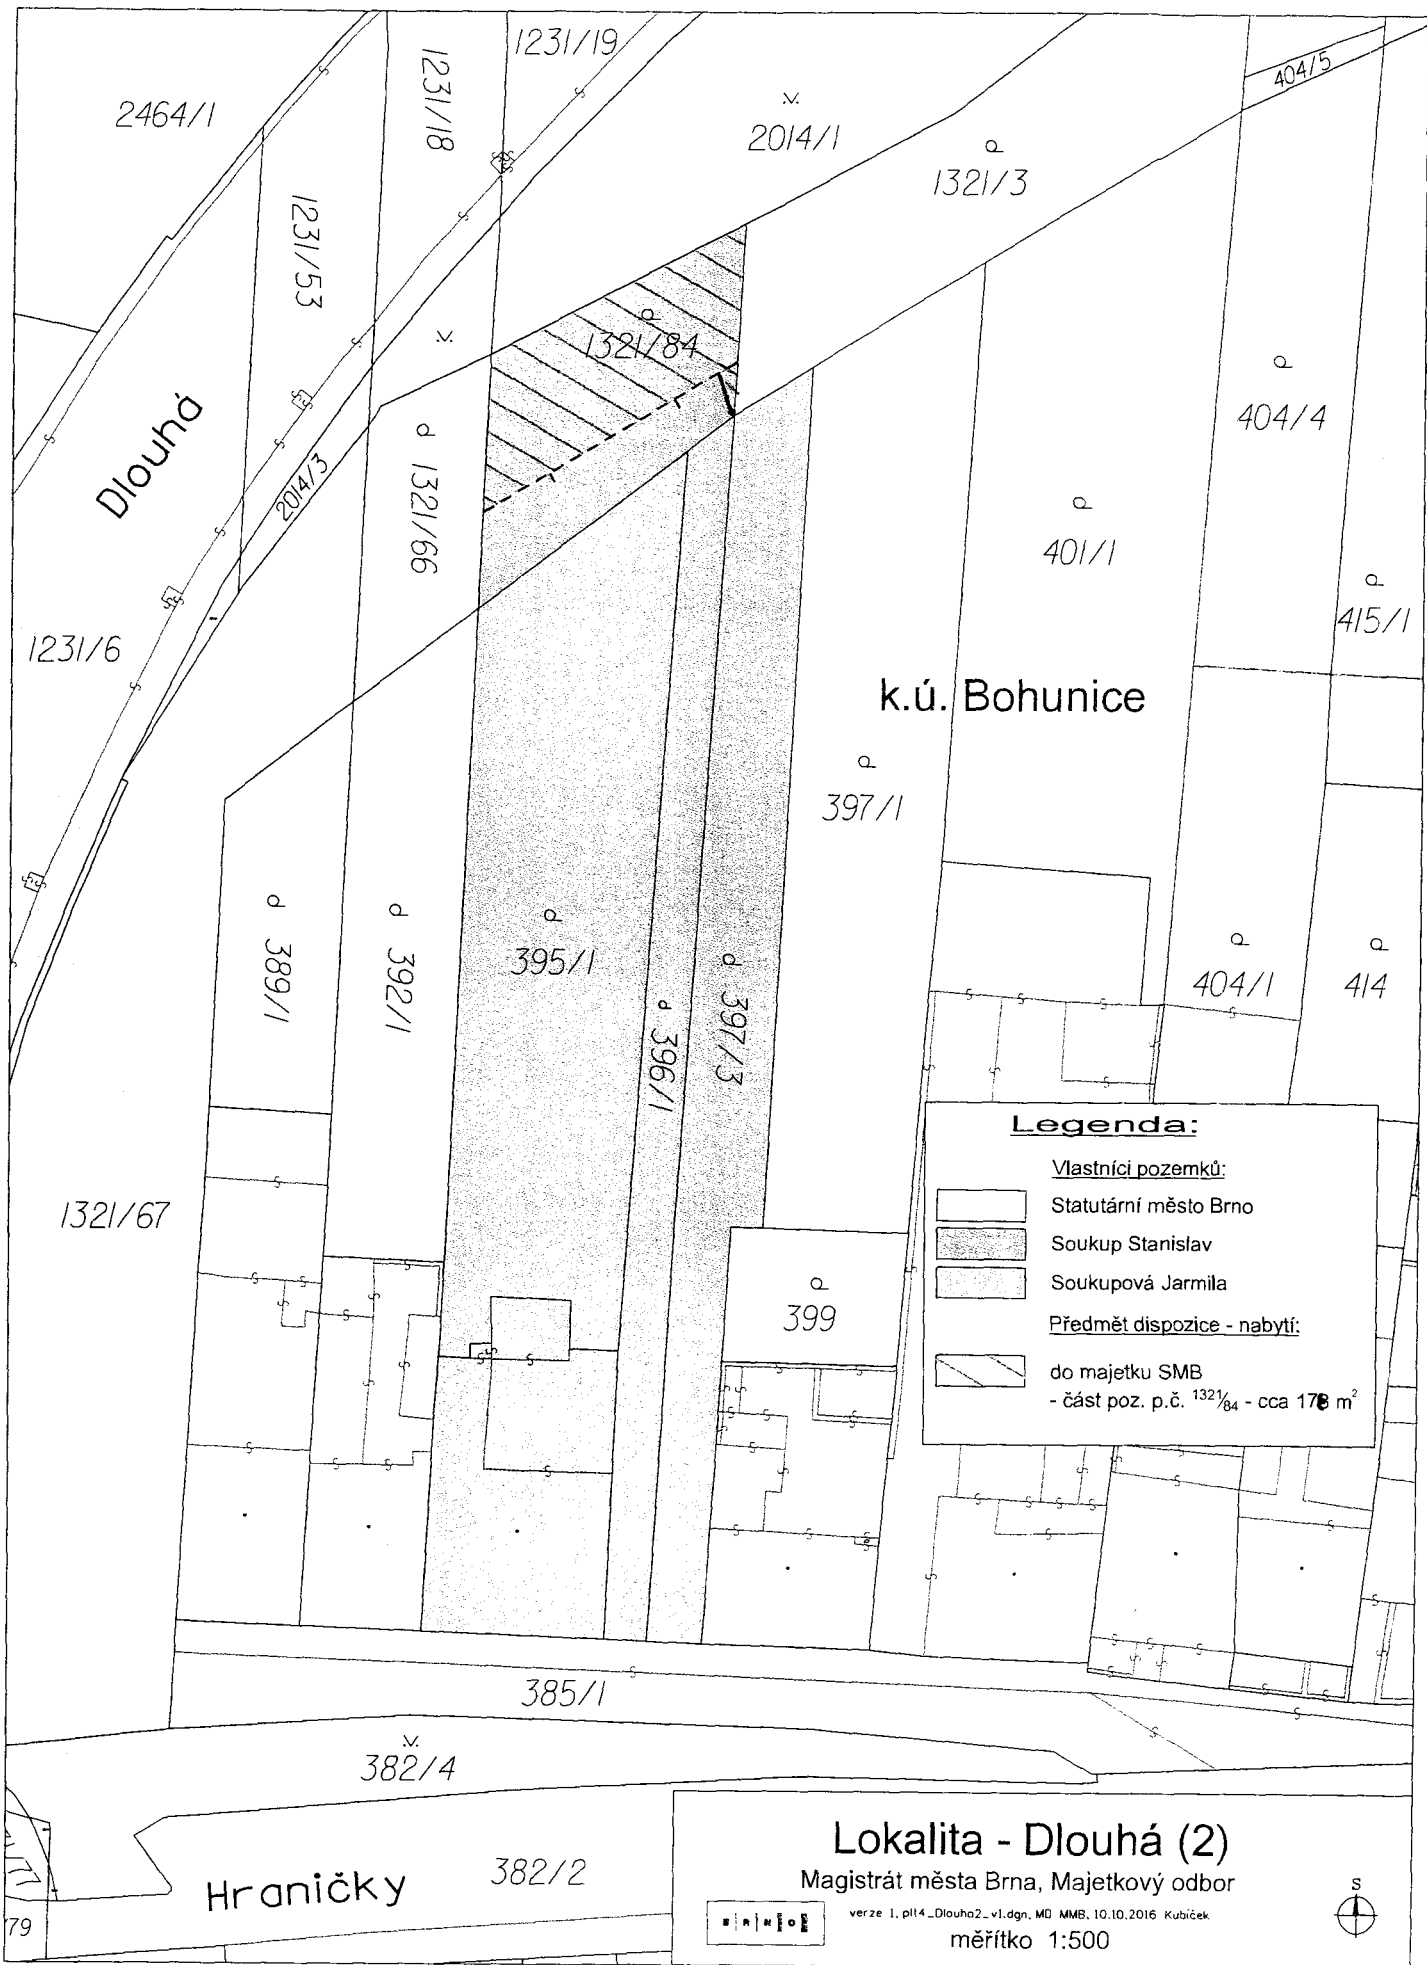 2464/1
1231/18
1231/19
404/5
2014/1
1321/3
1231/53
1321/84
404/4
Dlouhá
1321/66
2014/3
401/1
415/1
1231/6
k.ú. Bohunice
397/1
389/1
392/1
395/1
396/1
397/3
404/1
414
1321/67
399
Legenda:
Vlastníci pozemků:
Statutární město Brno
Soukup Stanislav
Soukupová Jarmila
Předmět dispozice - nabytí:
do majetku SMB
- část poz. p.č. 1321/84 - cca m²
385/1
382/4
Hraničky
382/2
79
Lokalita - Dlouhá (2)
Magistrát města Brna, Majetkový odbor
verze 1, pl14_Dlouha2_v1.dgn, MO MMB, 10.10.2016 Kubíček
měřítko 1:500
BRNO
S